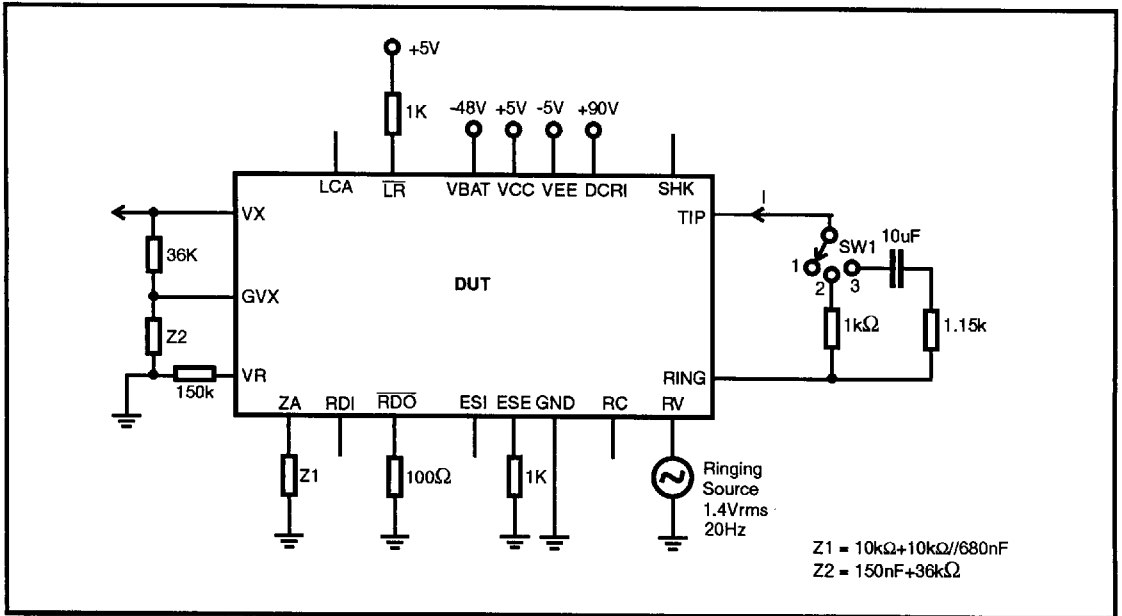 +5V
1K
-48V +5V -5V +90V
LCA L̅R̅ VBAT VCC VEE DCRI SHK
VX
TIP
I
SW1
10uF
1 2 3
36K
GVX
DUT
Z2
1kΩ
1.15k
VR
150k
RING
ZA RDI R̅D̅O̅ ESI ESE GND RC RV
Z1
100Ω
1K
Ringing
Source
1.4Vrms
20Hz
Z1 = 10kΩ+10kΩ//680nF
Z2 = 150nF+36kΩ